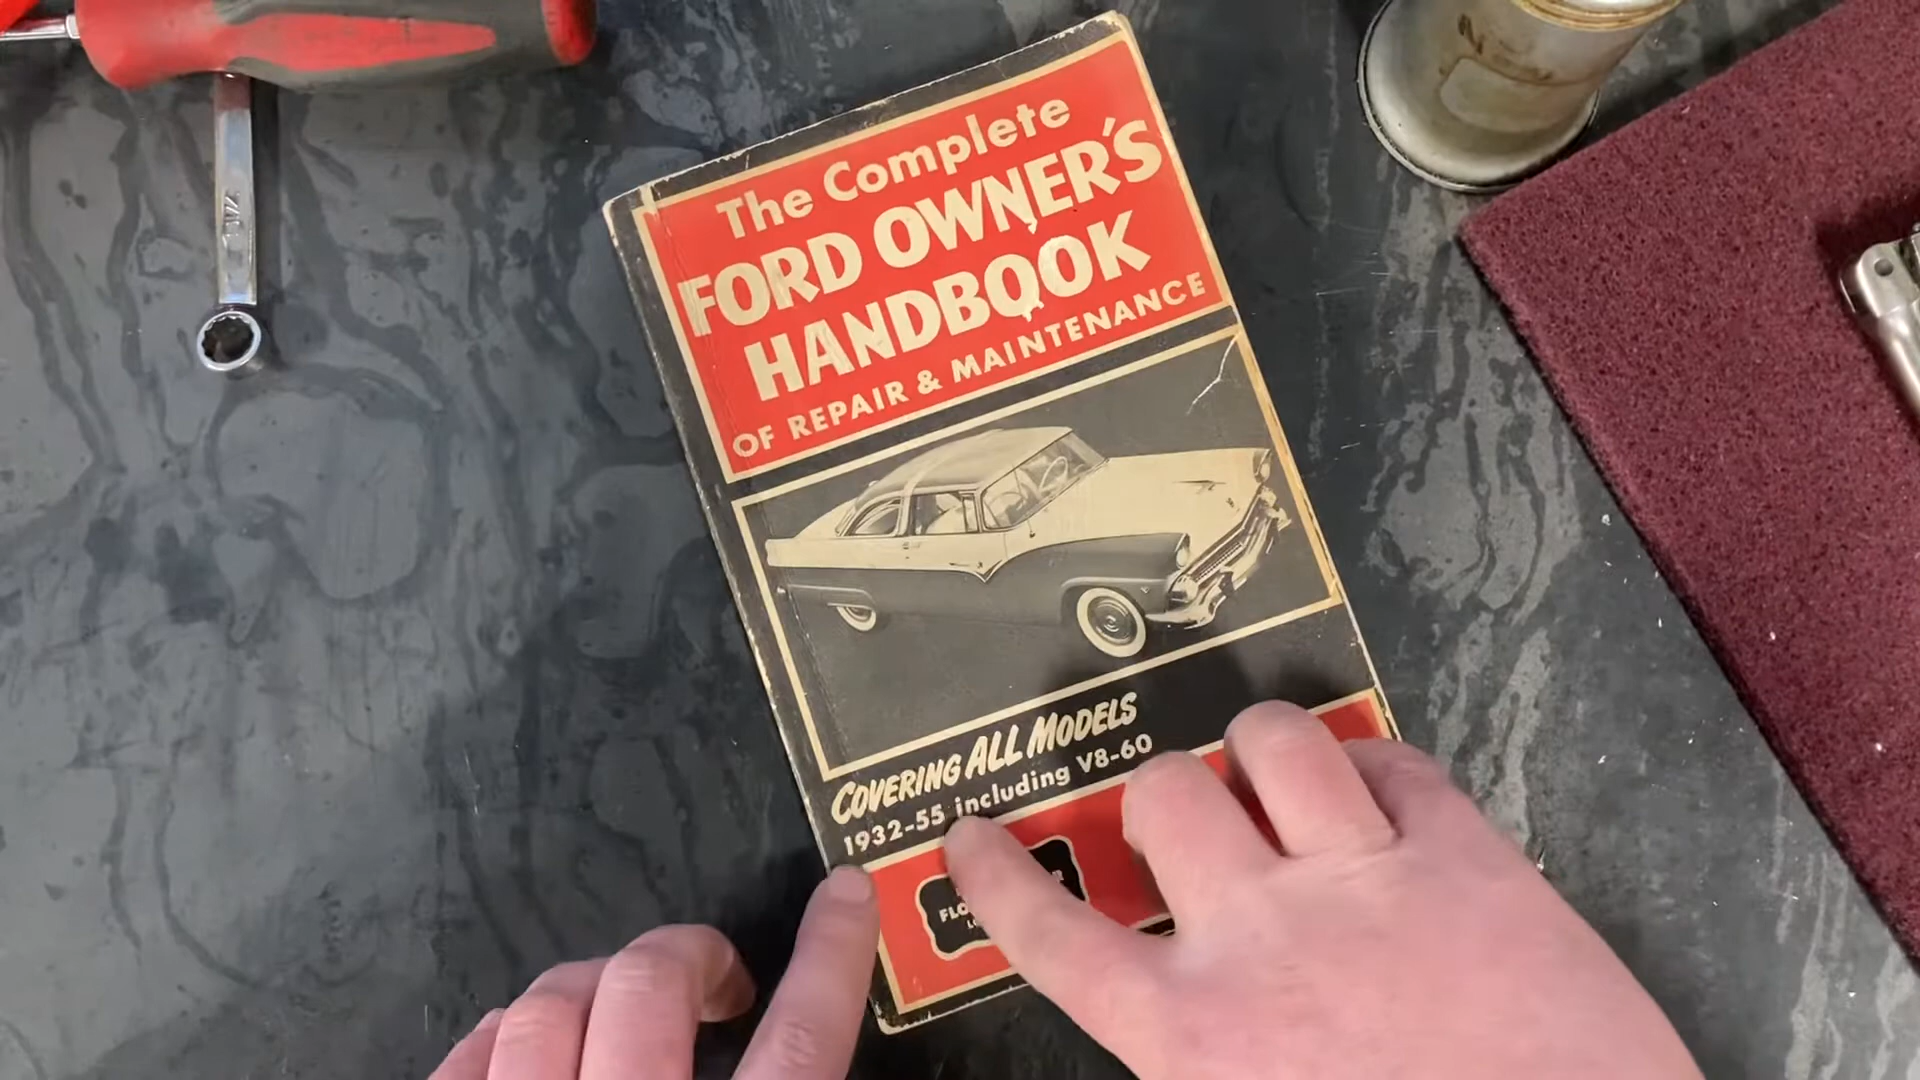 The Complete
FORD OWNER'S
HANDBOOK
OF REPAIR & MAINTENANCE
COVERING ALL MODELS
1932-55 including V8-60